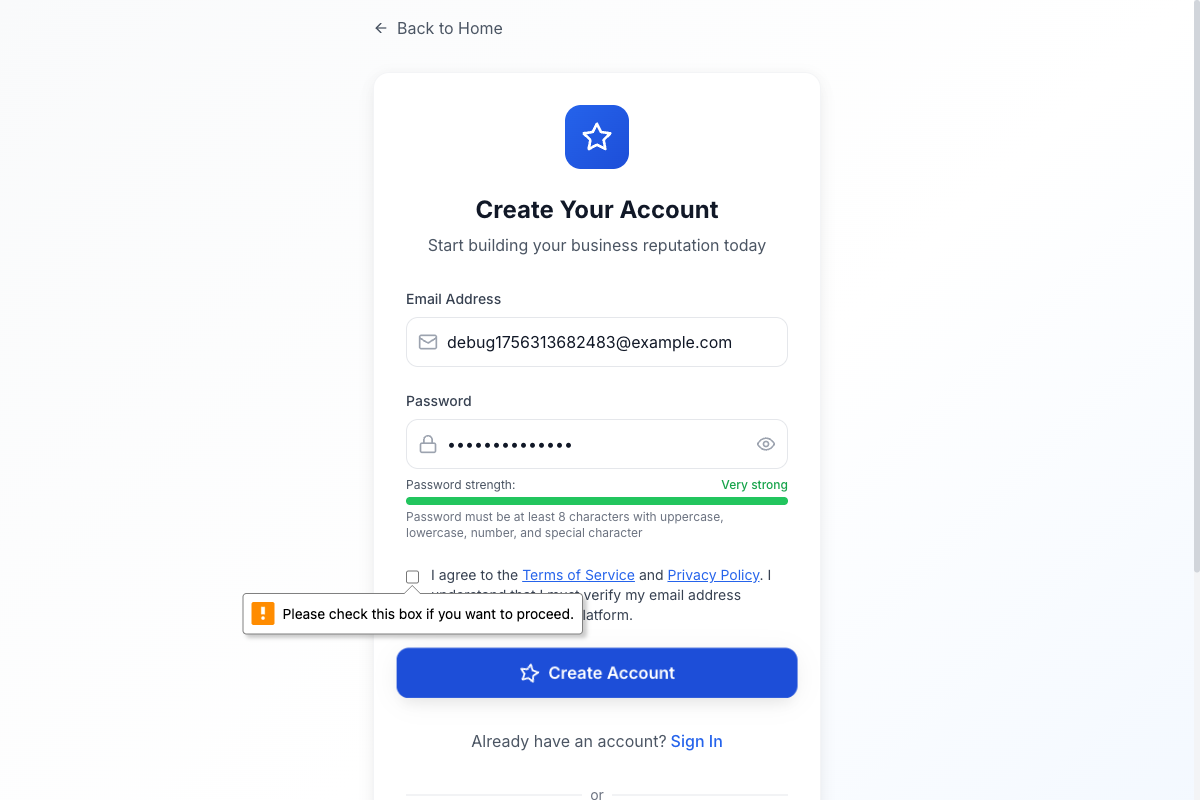 Back to Home
Create Your Account
Start building your business reputation today
Email Address
debug1756313682483@example.com
Password
••••••••••••••
Password strength: Very strong
Password must be at least 8 characters with uppercase,
lowercase, number, and special character
I agree to the Terms of Service and Privacy Policy. I
verify my email address
Please check this box if you want to proceed.
Create Account
Already have an account? Sign In
or